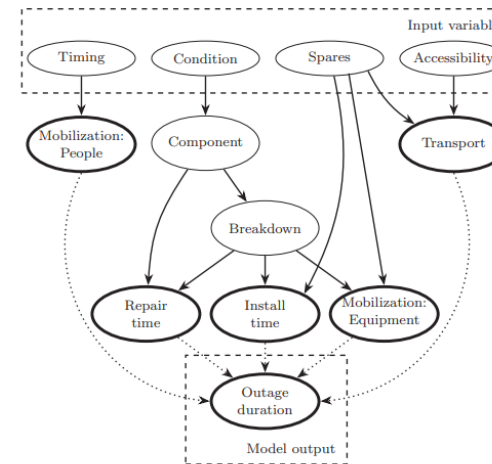 Input variabl
Timing
Condition
Spares
Accessibility
Mobilization:
People
Component
Transport
Breakdown
Repair
time
Install
time
Mobilization:
Equipment
Outage
duration
Model output